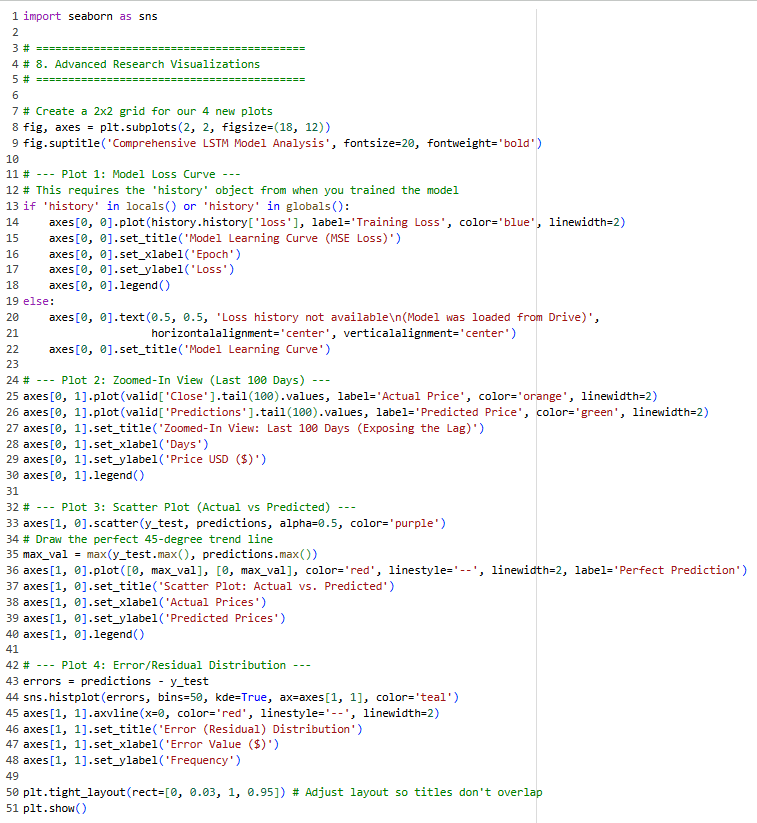 1 import seaborn as sns
2
3 # ==========================================
4 # 8. Advanced Research Visualizations
5 # ==========================================
6
7 # Create a 2x2 grid for our 4 new plots
8 fig, axes = plt.subplots(2, 2, figsize=(18, 12))
9 fig.suptitle('Comprehensive LSTM Model Analysis', fontsize=20, fontweight='bold')
10
11 # --- Plot 1: Model Loss Curve ---
12 # This requires the 'history' object from when you trained the model
13 if 'history' in locals() or 'history' in globals():
14     axes[0, 0].plot(history.history['loss'], label='Training Loss', color='blue', linewidth=2)
15     axes[0, 0].set_title('Model Learning Curve (MSE Loss)')
16     axes[0, 0].set_xlabel('Epoch')
17     axes[0, 0].set_ylabel('Loss')
18     axes[0, 0].legend()
19 else:
20     axes[0, 0].text(0.5, 0.5, 'Loss history not available\n(Model was loaded from Drive)',
21                     horizontalalignment='center', verticalalignment='center')
22     axes[0, 0].set_title('Model Learning Curve')
23
24 # --- Plot 2: Zoomed-In View (Last 100 Days) ---
25 axes[0, 1].plot(valid['Close'].tail(100).values, label='Actual Price', color='orange', linewidth=2)
26 axes[0, 1].plot(valid['Predictions'].tail(100).values, label='Predicted Price', color='green', linewidth=2)
27 axes[0, 1].set_title('Zoomed-In View: Last 100 Days (Exposing the Lag)')
28 axes[0, 1].set_xlabel('Days')
29 axes[0, 1].set_ylabel('Price USD ($)')
30 axes[0, 1].legend()
31
32 # --- Plot 3: Scatter Plot (Actual vs Predicted) ---
33 axes[1, 0].scatter(y_test, predictions, alpha=0.5, color='purple')
34 # Draw the perfect 45-degree trend line
35 max_val = max(y_test.max(), predictions.max())
36 axes[1, 0].plot([0, max_val], [0, max_val], color='red', linestyle='--', linewidth=2, label='Perfect Prediction')
37 axes[1, 0].set_title('Scatter Plot: Actual vs. Predicted')
38 axes[1, 0].set_xlabel('Actual Prices')
39 axes[1, 0].set_ylabel('Predicted Prices')
40 axes[1, 0].legend()
41
42 # --- Plot 4: Error/Residual Distribution ---
43 errors = predictions - y_test
44 sns.histplot(errors, bins=50, kde=True, ax=axes[1, 1], color='teal')
45 axes[1, 1].axvline(x=0, color='red', linestyle='--', linewidth=2)
46 axes[1, 1].set_title('Error (Residual) Distribution')
47 axes[1, 1].set_xlabel('Error Value ($)')
48 axes[1, 1].set_ylabel('Frequency')
49
50 plt.tight_layout(rect=[0, 0.03, 1, 0.95]) # Adjust layout so titles don't overlap
51 plt.show()